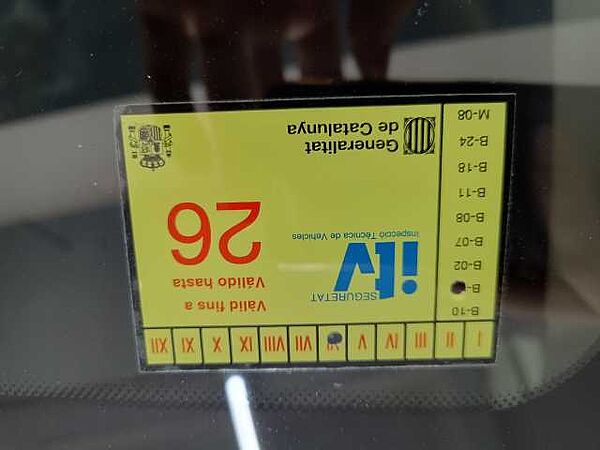 I II III IV V VII VIII IX X XI XII
B-10
B-
B-02
B-07
B-08
B-11
B-18
B-24
M-08
SEGURETAT
itv
Inspecció Tècnica de Vehicles
Vàlid fins a
Válido hasta
26
Generalitat
de Catalunya